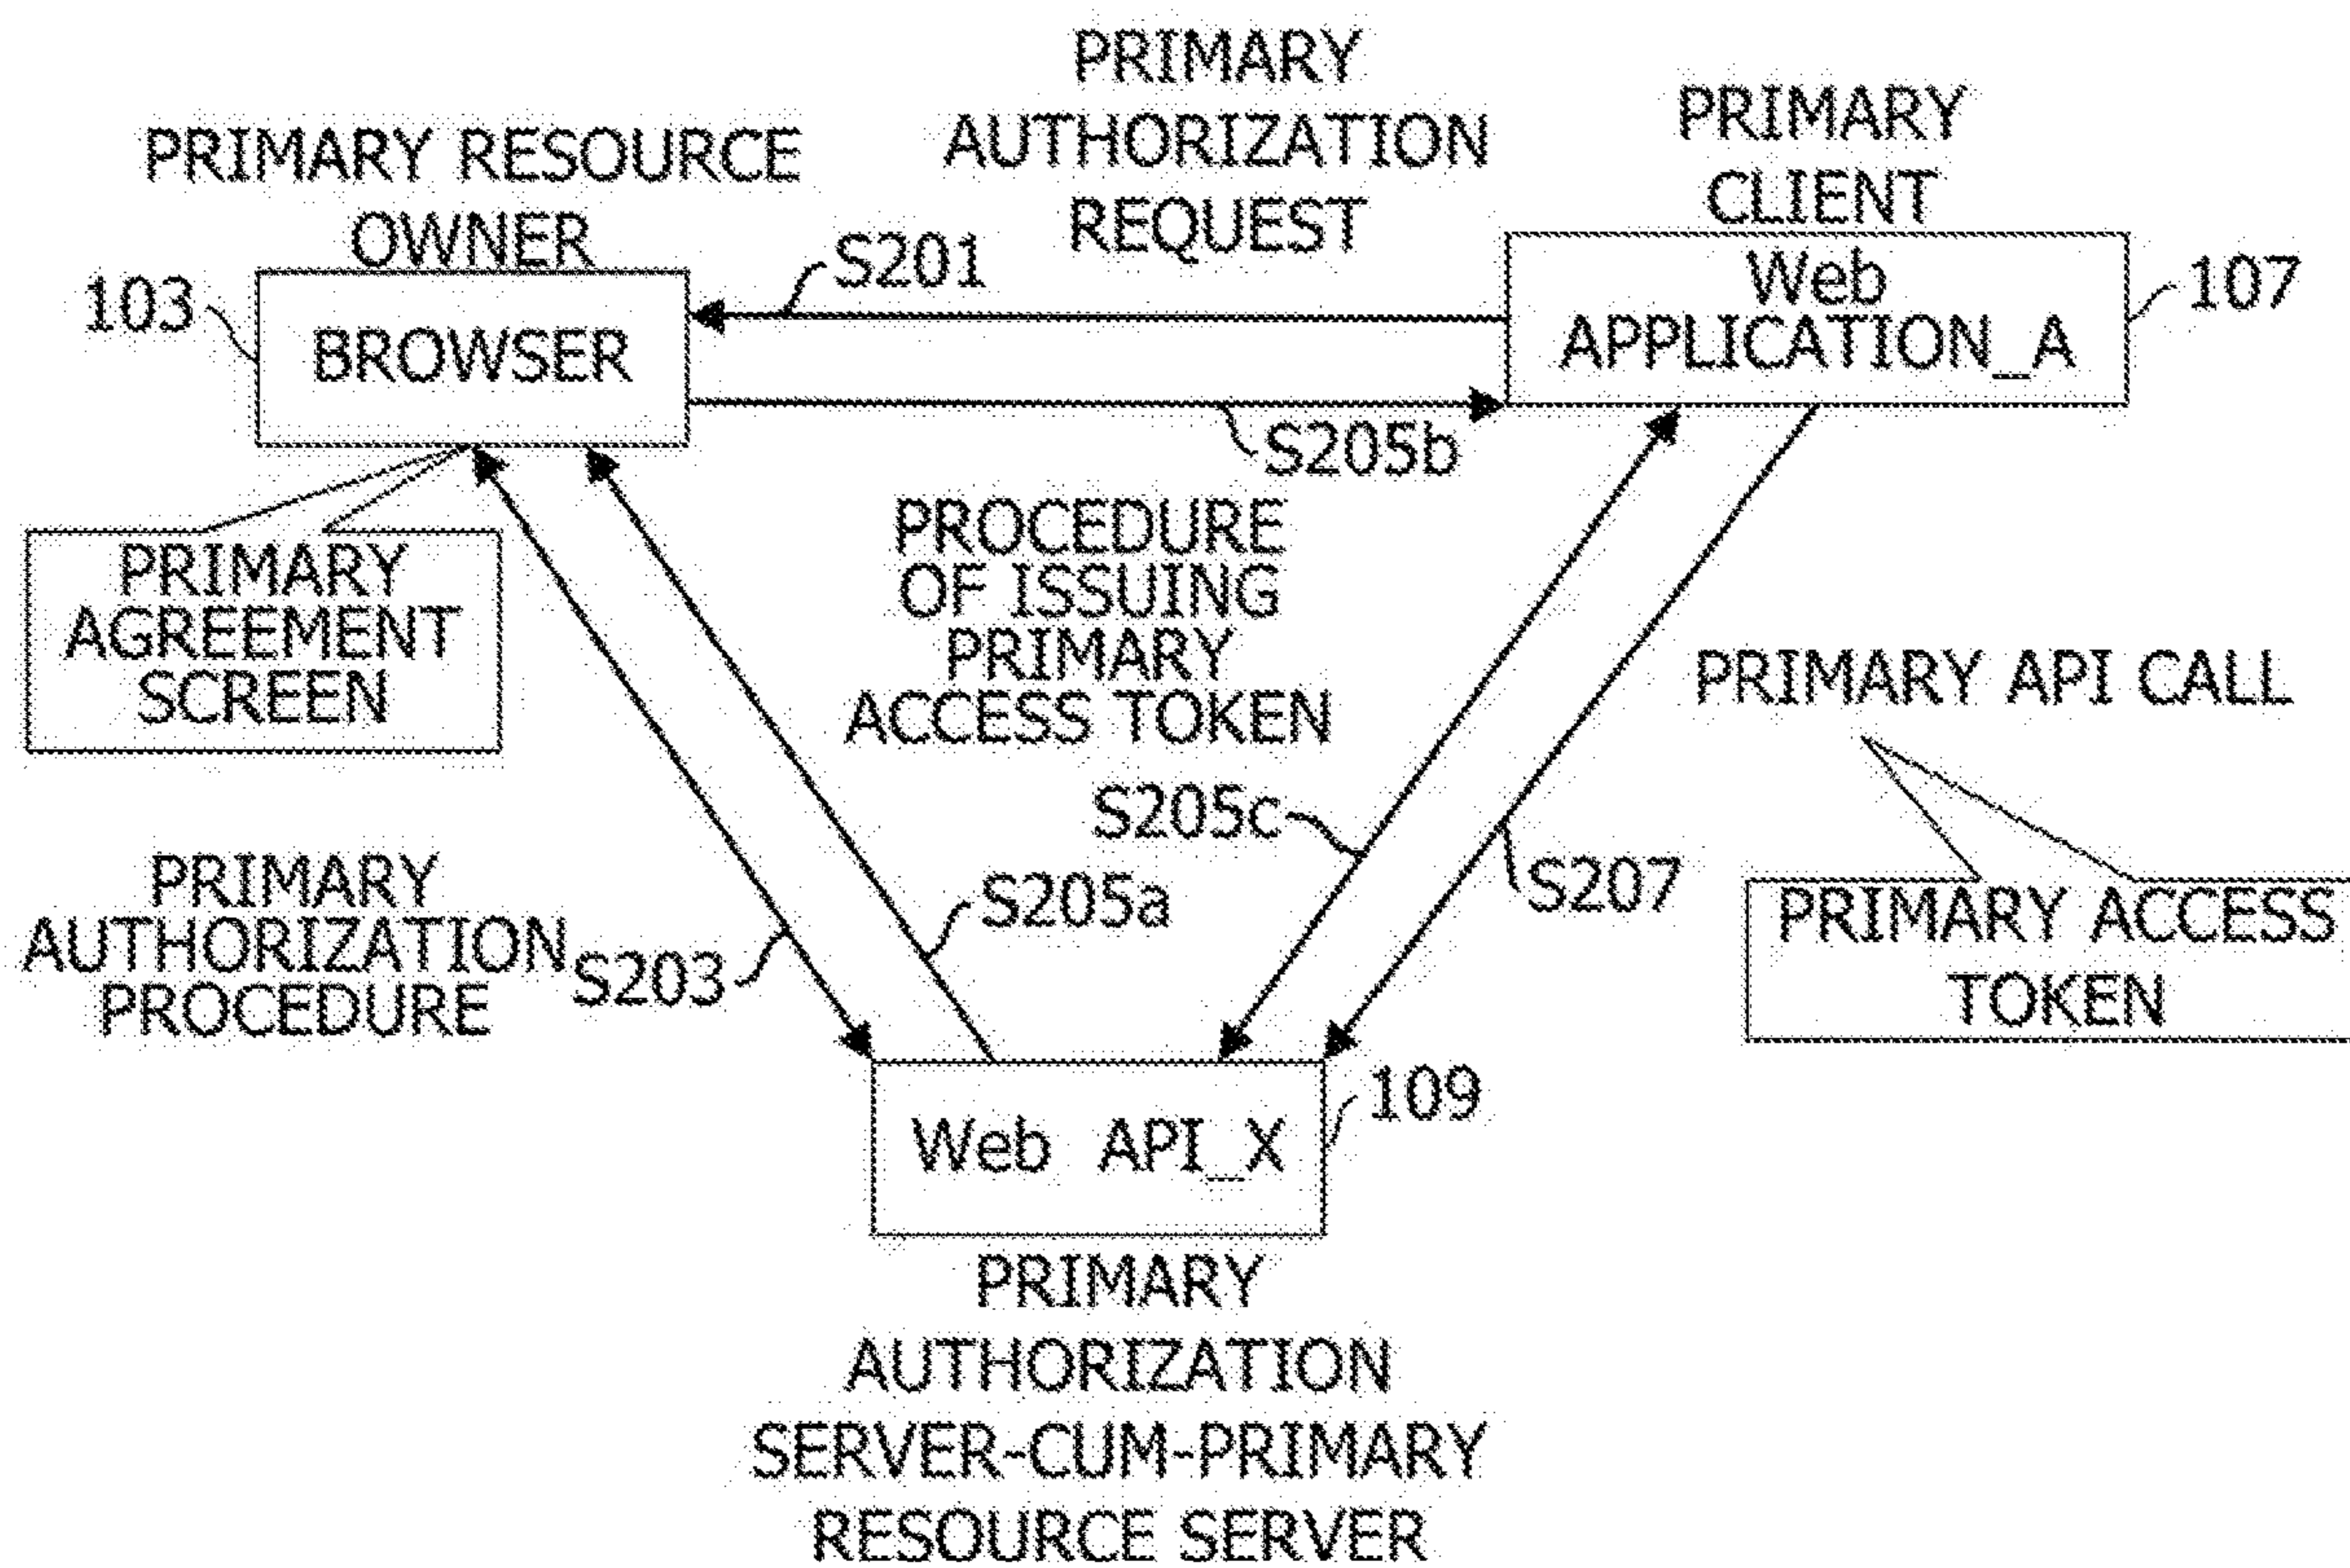 PRIMARY
AUTHORIZATION
REQUEST
PRIMARY RESOURCE
OWNER
PRIMARY
CLIENT
103
BROWSER
S201
Web
APPLICATION_A
107
S205b
PRIMARY
AGREEMENT
SCREEN
PROCEDURE
OF ISSUING
PRIMARY
ACCESS TOKEN
PRIMARY API CALL
S205c
S207
PRIMARY ACCESS
TOKEN
PRIMARY
AUTHORIZATION
PROCEDURE
S203
S205a
Web API_X
109
PRIMARY
AUTHORIZATION
SERVER-CUM-PRIMARY
RESOURCE SERVER